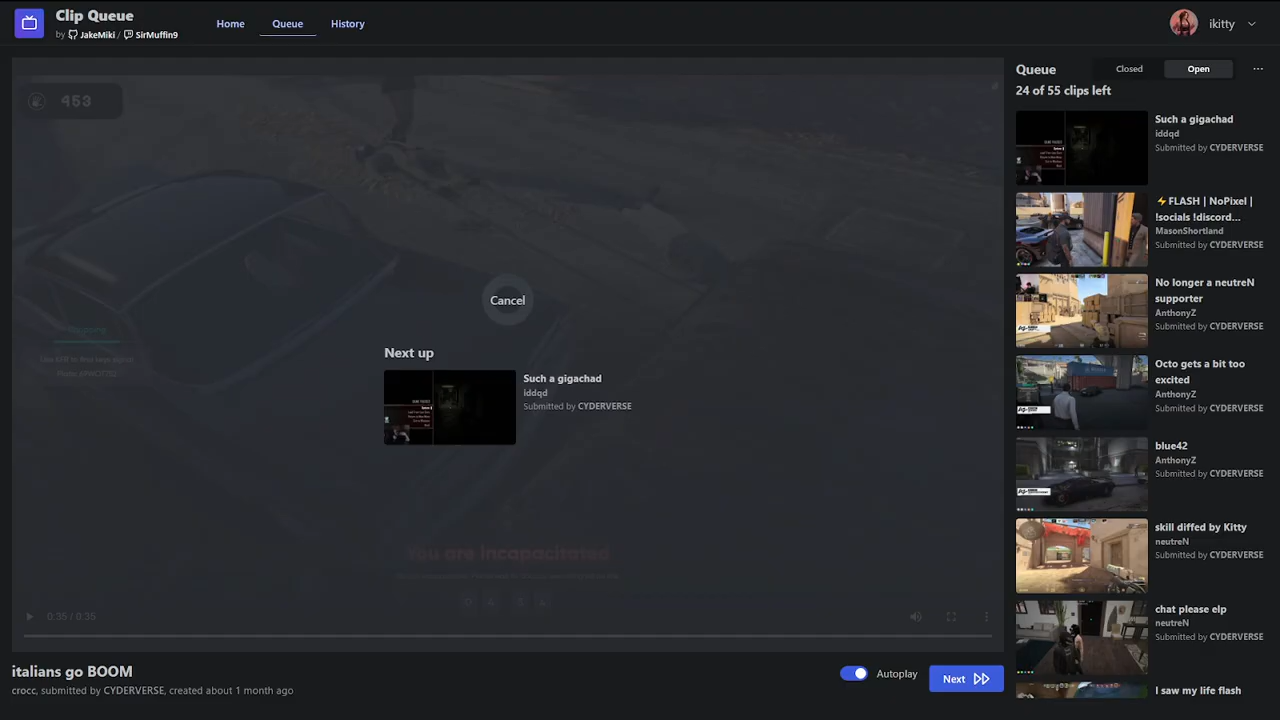 Clip Queue
by JakeMiki / SirMuffin9
Home
Queue
History
ikitty
453
Cancel
Next up
Such a gigachad
iddqd
Submitted by CYDERVERSE
You are incapacitated
0:35 / 0:35
italians go BOOM
crocc, submitted by CYDERVERSE, created about 1 month ago
Autoplay
Next
Queue
Closed
Open
24 of 55 clips left
Such a gigachad
iddqd
Submitted by CYDERVERSE
⚡FLASH | NoPixel |
!socials !discord...
MasonShortland
Submitted by CYDERVERSE
No longer a neutreN
supporter
AnthonyZ
Submitted by CYDERVERSE
Octo gets a bit too
excited
AnthonyZ
Submitted by CYDERVERSE
blue42
AnthonyZ
Submitted by CYDERVERSE
skill diffed by Kitty
neutreN
Submitted by CYDERVERSE
chat please elp
neutreN
Submitted by CYDERVERSE
I saw my life flash